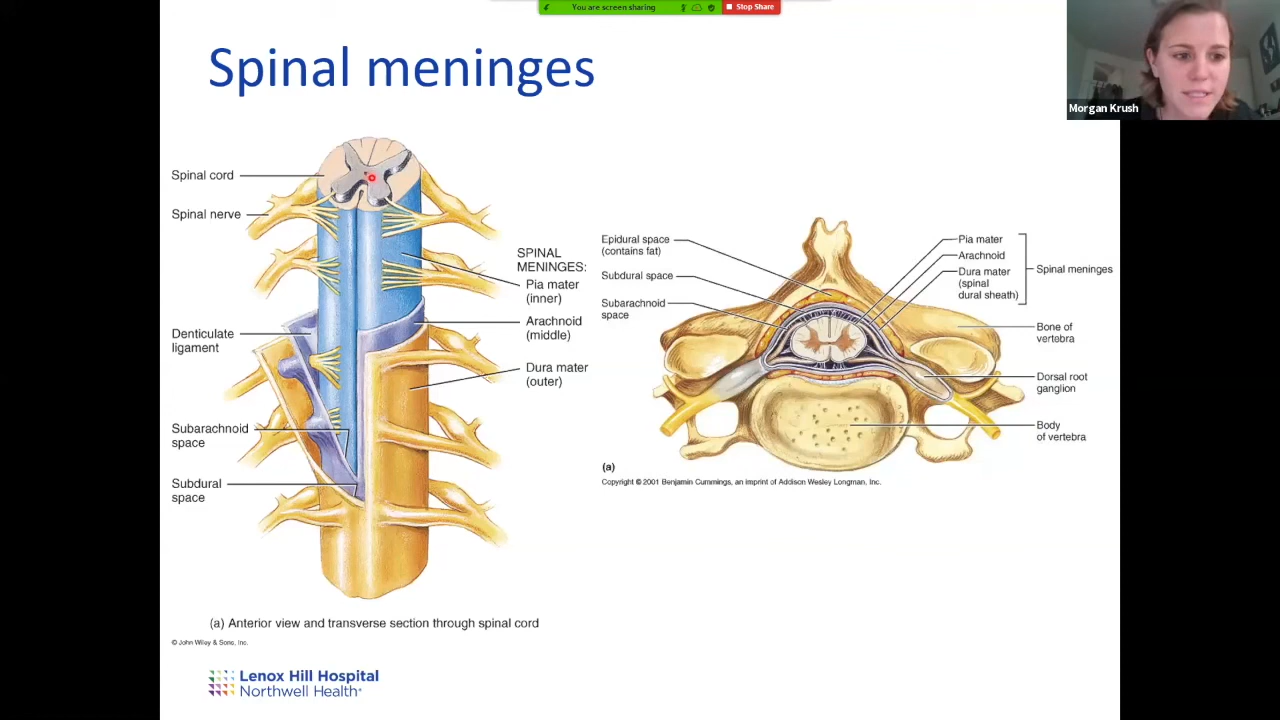 You are screen sharing
Stop Share
Morgan Krush
Spinal meninges
Spinal cord
Spinal nerve
Denticulate
ligament
Subarachnoid
space
Subdural
space
SPINAL
MENINGES:
Pia mater
(inner)
Arachnoid
(middle)
Dura mater
(outer)
(a) Anterior view and transverse section through spinal cord
© John Wiley & Sons, Inc.
Epidural space
(contains fat)
Subdural space
Subarachnoid
space
Pia mater
Arachnoid
Dura mater
(spinal
dural sheath)
Spinal meninges
Bone of
vertebra
Dorsal root
ganglion
Body
of vertebra
(a)
Copyright © 2001 Benjamin Cummings, an imprint of Addison Wesley Longman, Inc.
Lenox Hill Hospital
Northwell Health